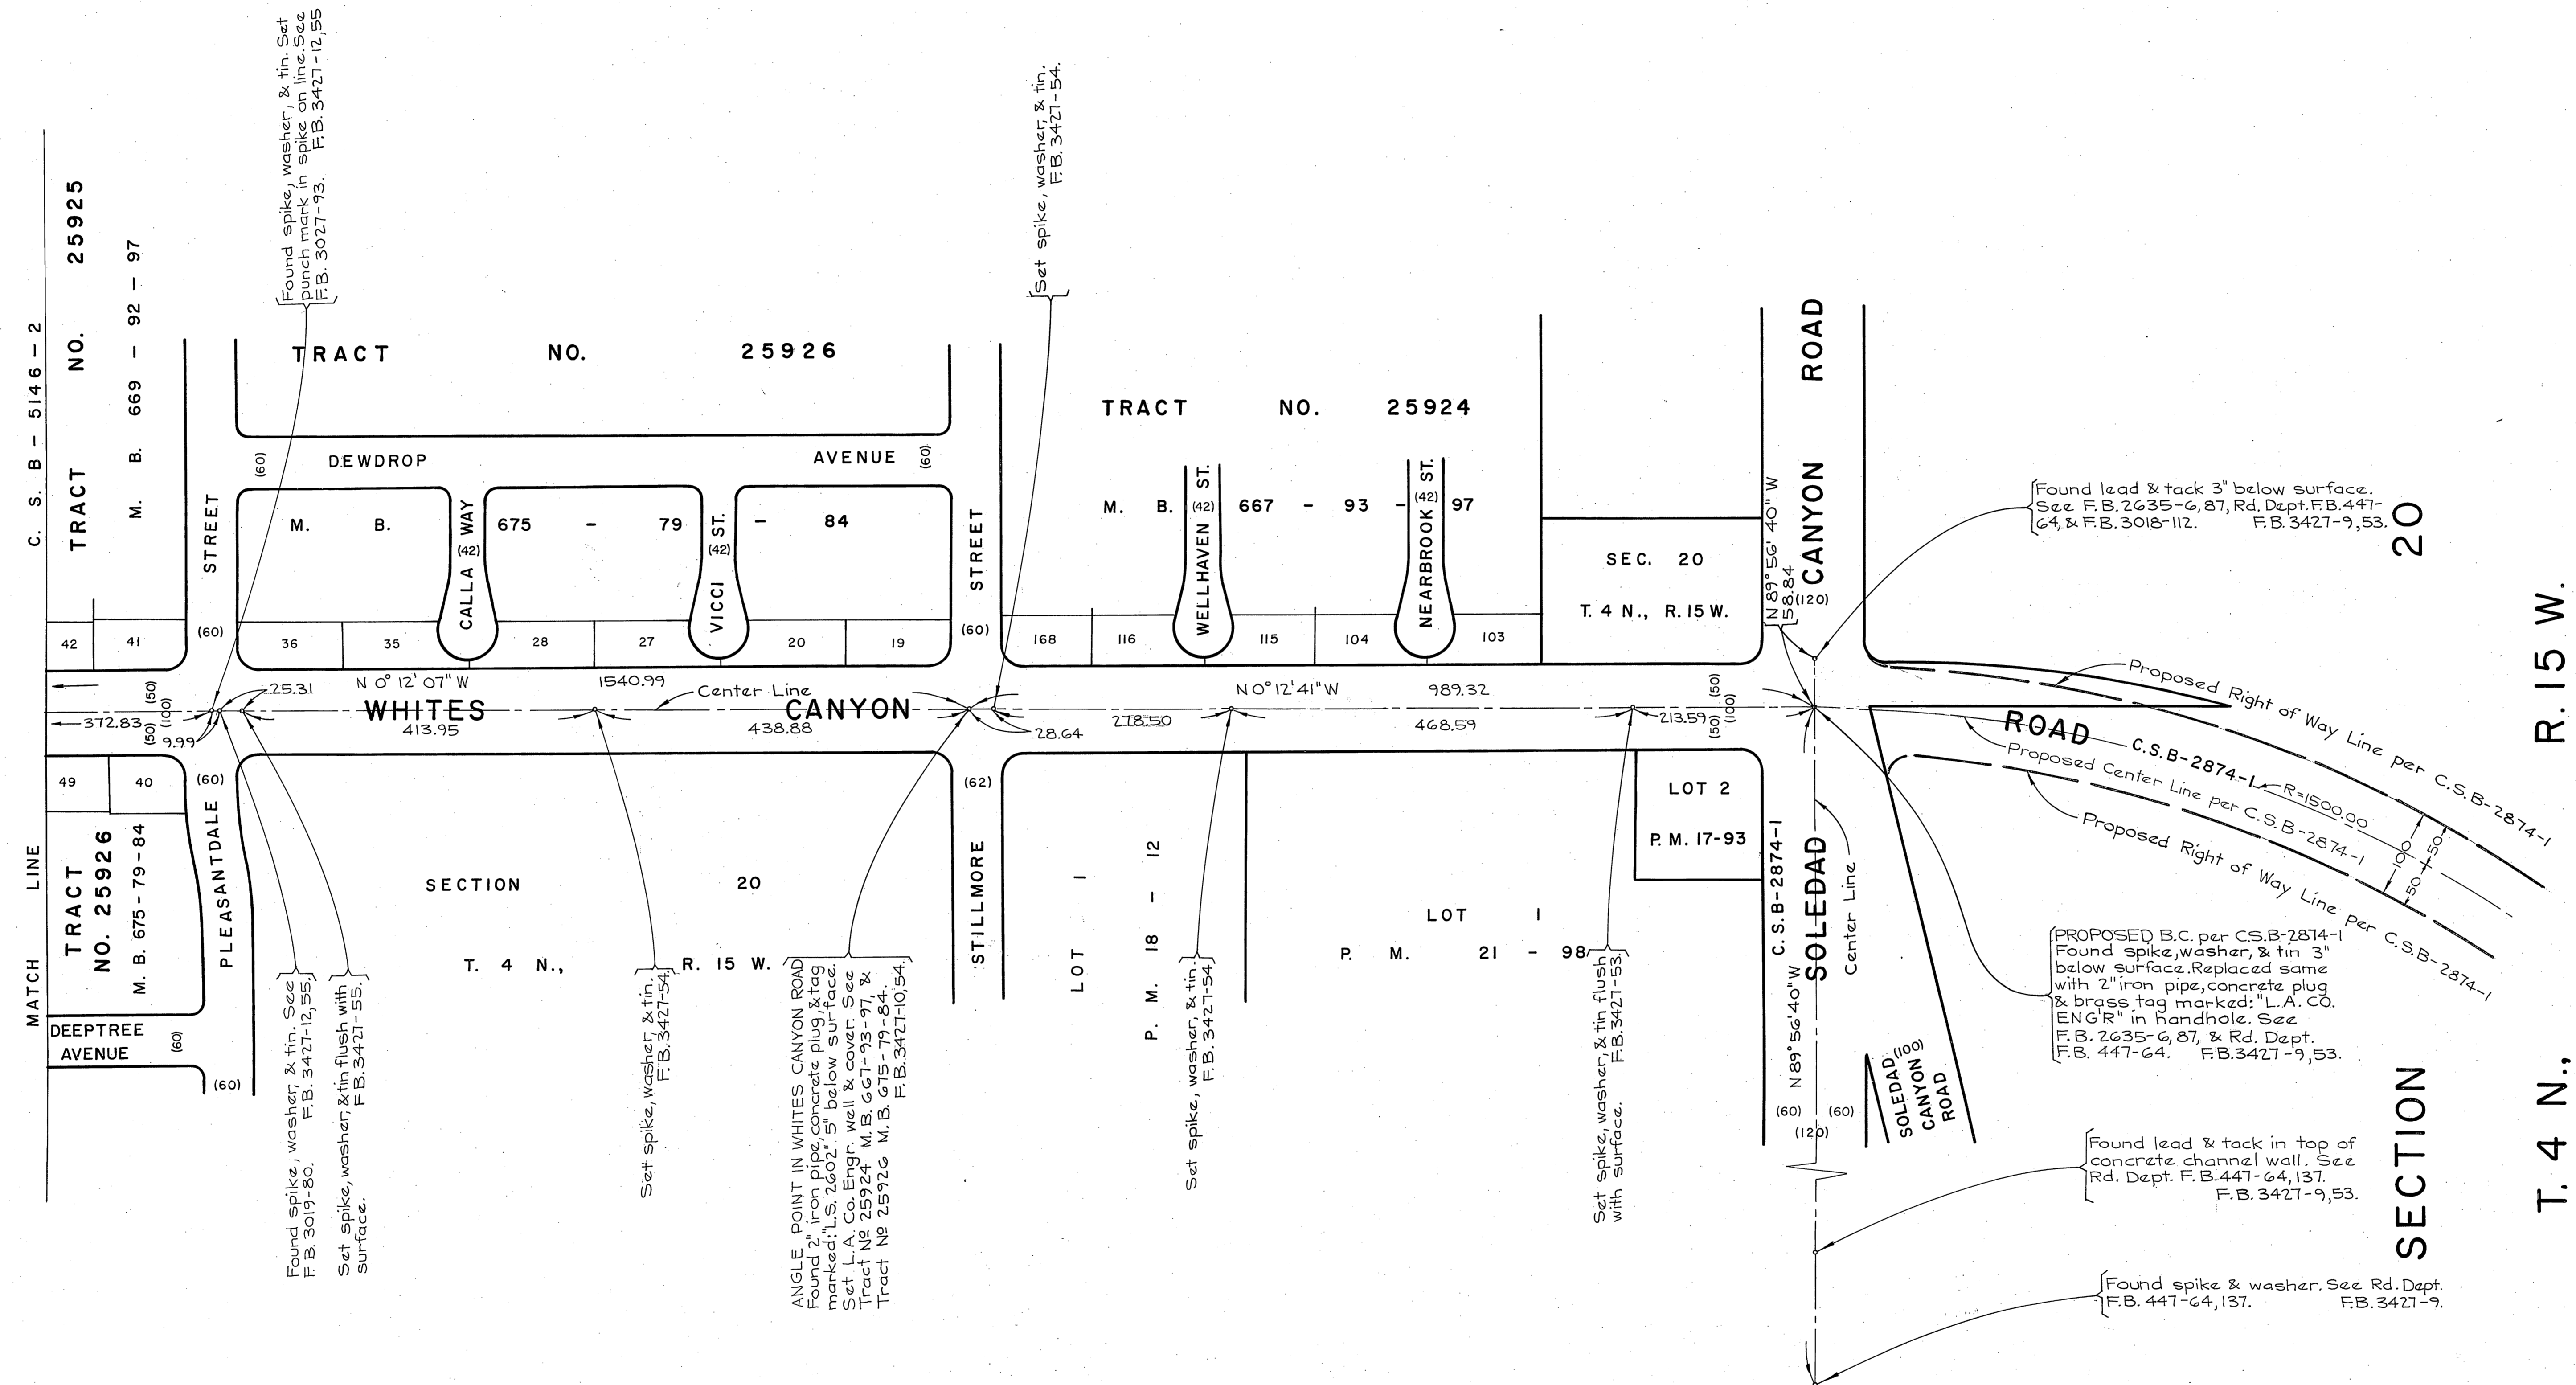 C. S. B - 5146 - 2
MATCH LINE
TRACT NO. 25925
M. B. 669 - 92 - 97
Found spike, washer, & tin. Set
punch mark in spike on line. See
F.B. 3027-93. F.B. 3427-12,55
Set spike, washer, & tin.
F.B. 3427-54.
TRACT NO. 25926
DEWDROP AVENUE
(60)
(60)
M. B. 675 - 79 - 84
CALLA WAY
(42)
VICCI ST.
(42)
STREET
(60)
STREET
(60)
42
41
36
35
28
27
20
19
TRACT NO. 25924
M. B. 667 - 93 - 97
WELLHAVEN ST.
(42)
NEARBROOK ST.
(42)
168
116
115
104
103
SEC. 20
T. 4 N., R. 15 W.
N 89° 56' 40" W
58.84
CANYON ROAD
(120)
Found lead & tack 3" below surface.
See F.B. 2635-6,87, Rd. Dept. F.B. 447-
64, & F.B. 3018-112. F.B. 3427-9,53.
20
R. 15 W.
372.83
(50)
(100)
(50)
9.99
25.31
N 0° 12' 07" W
1540.99
Center Line
WHITES CANYON ROAD
413.95
438.88
28.64
N 0° 12' 41" W
989.32
278.50
468.59
213.59
(50)
(100)
(50)
Proposed Right of Way Line per C.S.B-2874-1
C.S.B-2874-1
R=1500.00
Proposed Center Line per C.S.B-2874-1
Proposed Right of Way Line per C.S.B-2874-1
100
50
50
49
40
TRACT
NO. 25926
M. B. 675-79-84
(60)
PLEASANTDALE
DEEPTREE
AVENUE
(60)
(60)
SECTION 20
T. 4 N., R. 15 W.
(62)
STILLMORE
LOT 1
P. M. 18 - 12
LOT 1
P. M. 21 - 98
LOT 2
P. M. 17-93
C.S.B-2874-1
SOLEDAD
Center Line
N 89° 56' 40" W
(60)
(60)
(120)
SOLEDAD (100)
CANYON
ROAD
Found spike, washer, & tin. See
F.B. 3019-80. F.B. 3427-12,55.
Set spike, washer, & tin flush with
surface. F.B. 3427-55.
Set spike, washer, & tin.
F.B. 3427-54.
ANGLE POINT IN WHITES CANYON ROAD
Found 2" iron pipe, concrete plug, & tag
marked: "L.S. 2602" 5" below surface.
Set L.A. Co. Engr. well & cover. See
Tract Nº 25924 M.B. 667-93-97, &
Tract Nº 25926 M.B. 675-79-84.
F.B. 3427-10,54.
Set spike, washer, & tin.
F.B. 3427-54
Set spike, washer, & tin flush
with surface. F.B. 3427-53.
PROPOSED B.C. per C.S.B-2874-1
Found spike, washer, & tin 3"
below surface. Replaced same
with 2" iron pipe, concrete plug
& brass tag marked: "L.A. CO.
ENG'R" in handhole. See
F.B. 2635-6,87, & Rd. Dept.
F.B. 447-64. F.B. 3427-9,53.
Found lead & tack in top of
concrete channel wall. See
Rd. Dept. F.B. 447-64,137.
F.B. 3427-9,53.
Found spike & washer. See Rd. Dept.
F.B. 447-64,137. F.B. 3427-9.
SECTION
T. 4 N.,